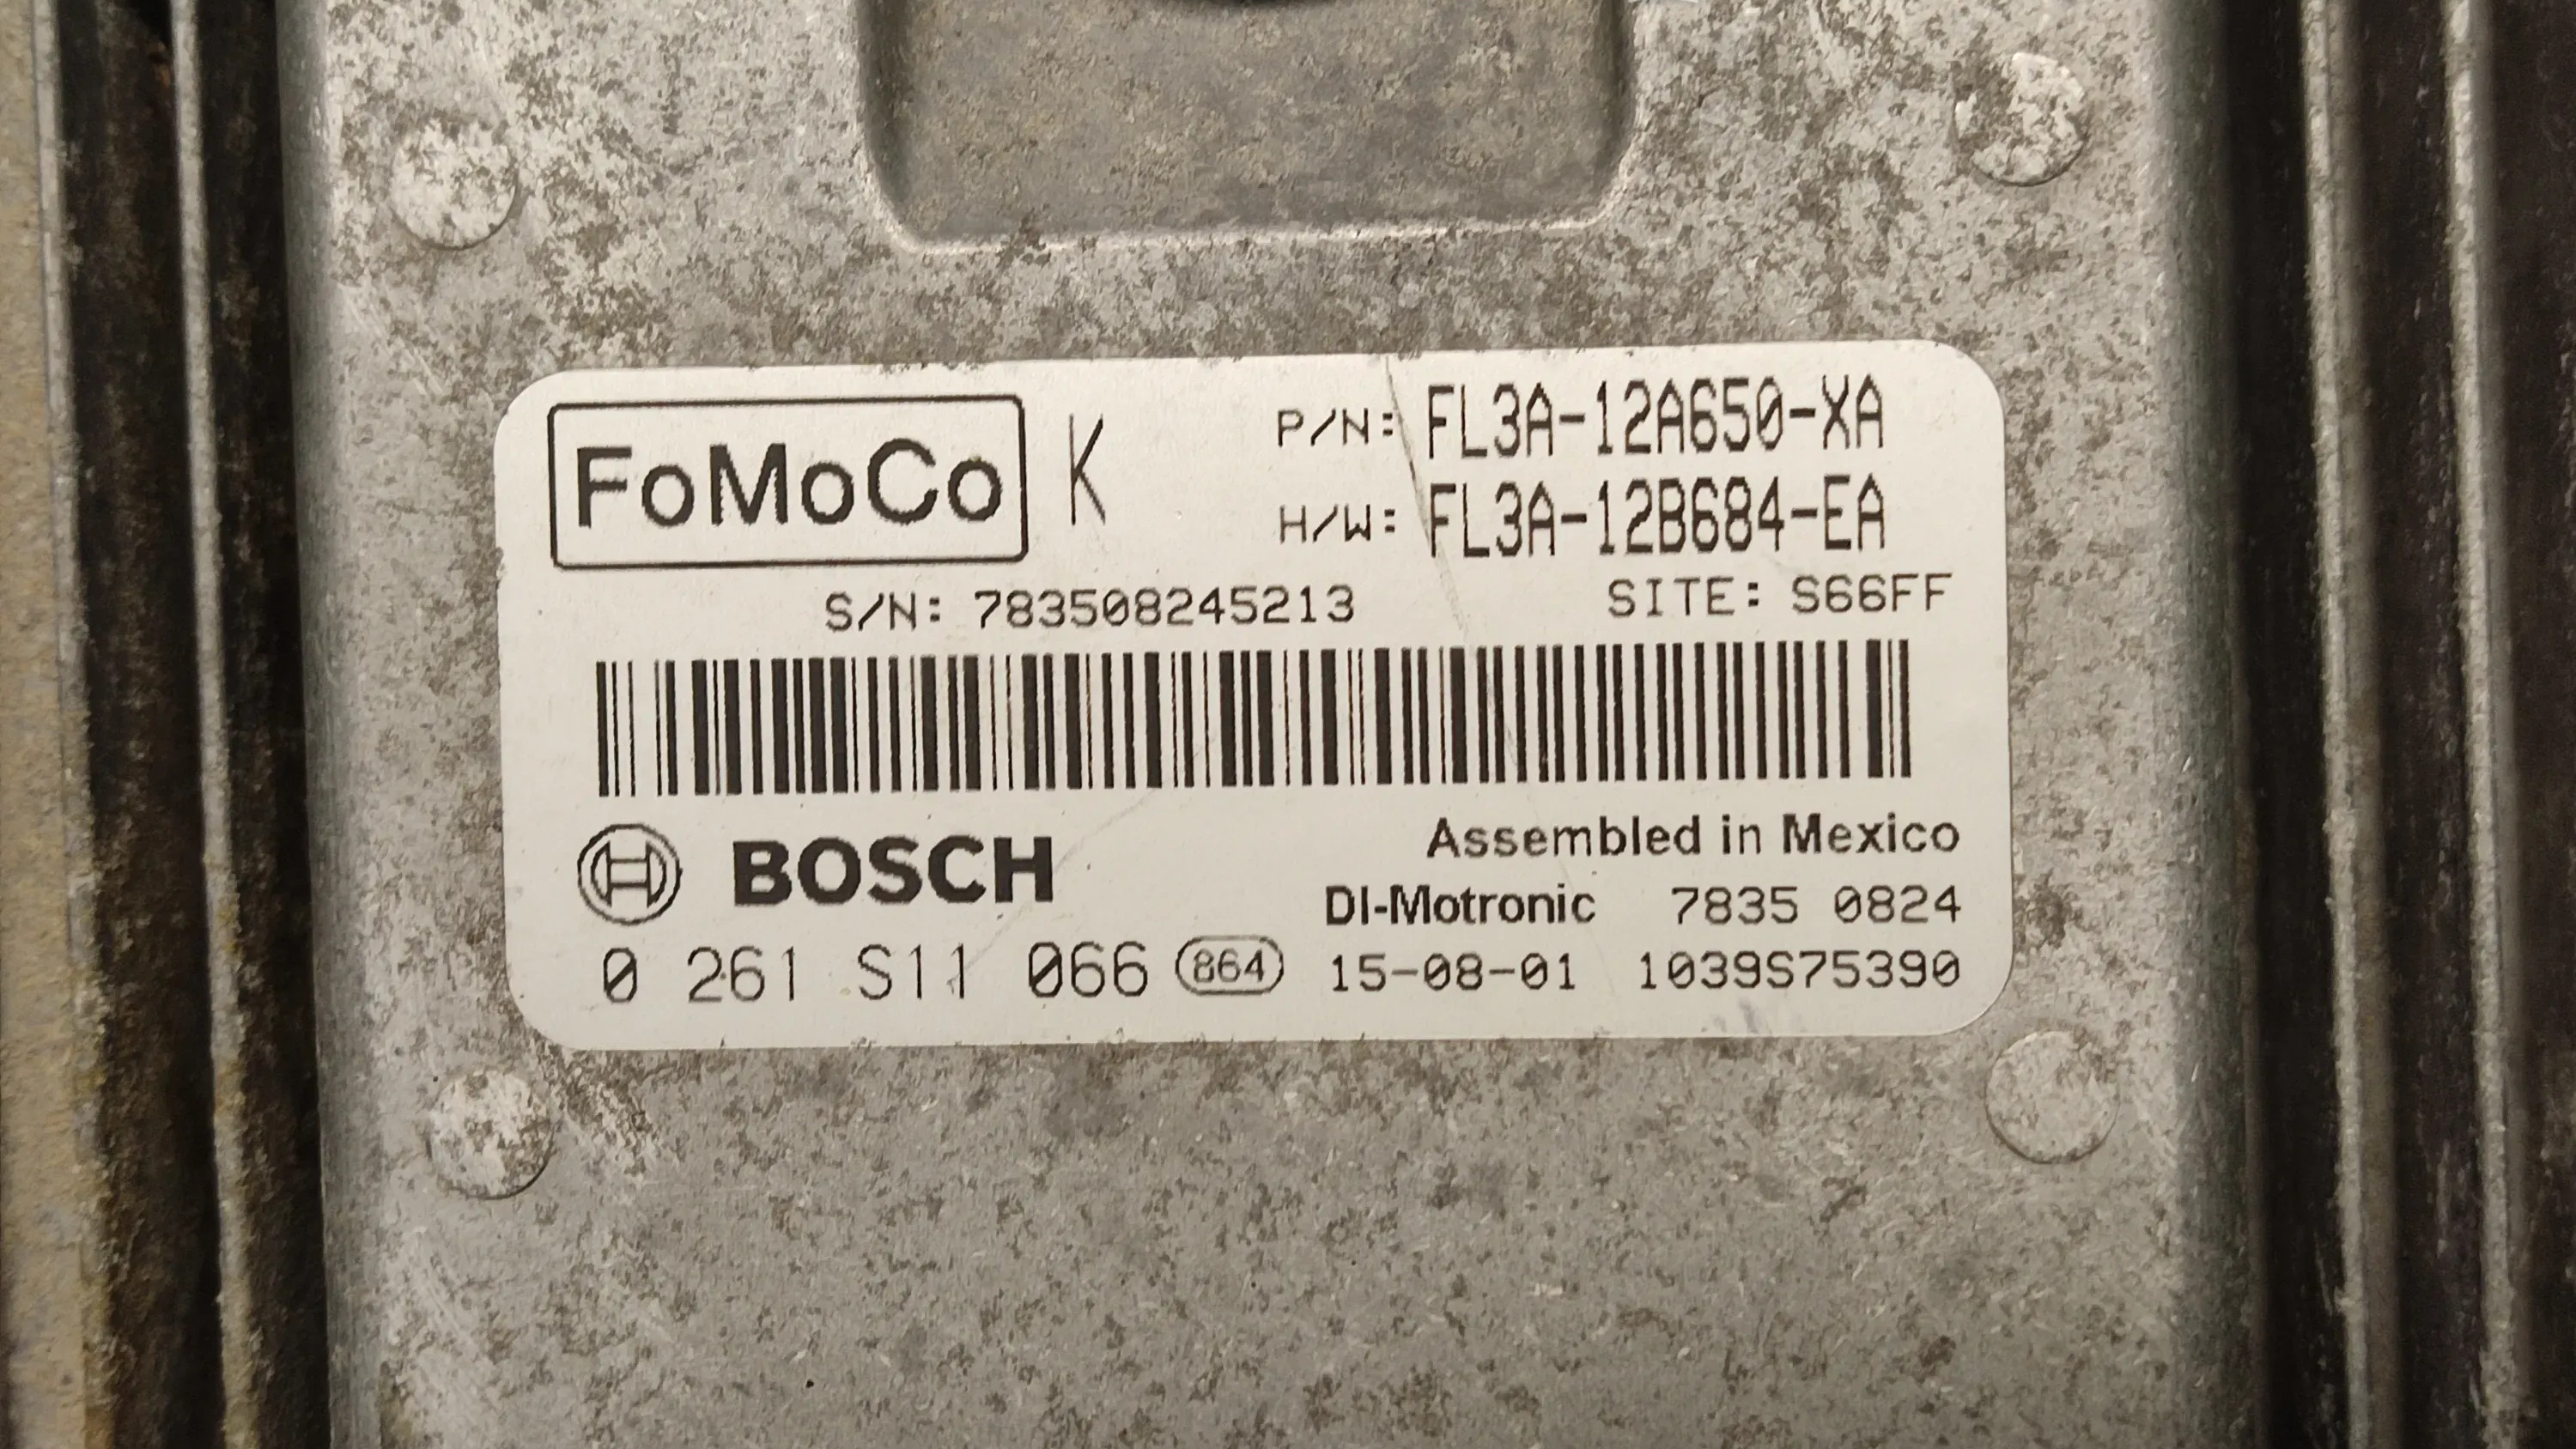 FoMoCo K P/N: FL3A-12A650-XA
H/W: FL3A-12B684-EA
S/N: 783508245213 SITE: S66FF
BOSCH Assembled in Mexico
DI-Motronic 7835 0824
0 261 S11 066 864 15-08-01 1039S75390